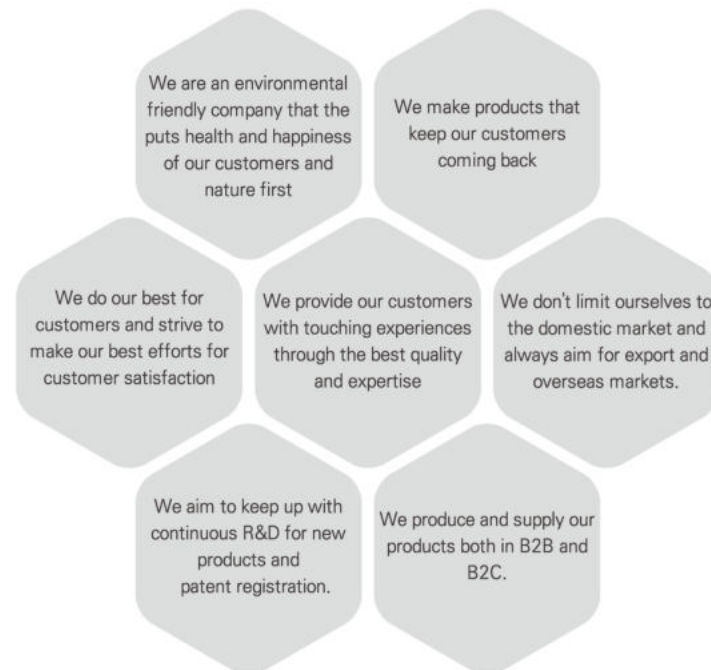 We are an environmental
friendly company that the
puts health and happiness
of our customers and
nature first
We make products that
keep our customers
coming back
We do our best for
customers and strive to
make our best efforts for
customer satisfaction
We provide our customers
with touching experiences
through the best quality
and expertise
We don't limit ourselves to
the domestic market and
always aim for export and
overseas markets.
We aim to keep up with
continuous R&D for new
products and
patent registration.
We produce and supply our
products both in B2B and
B2C.